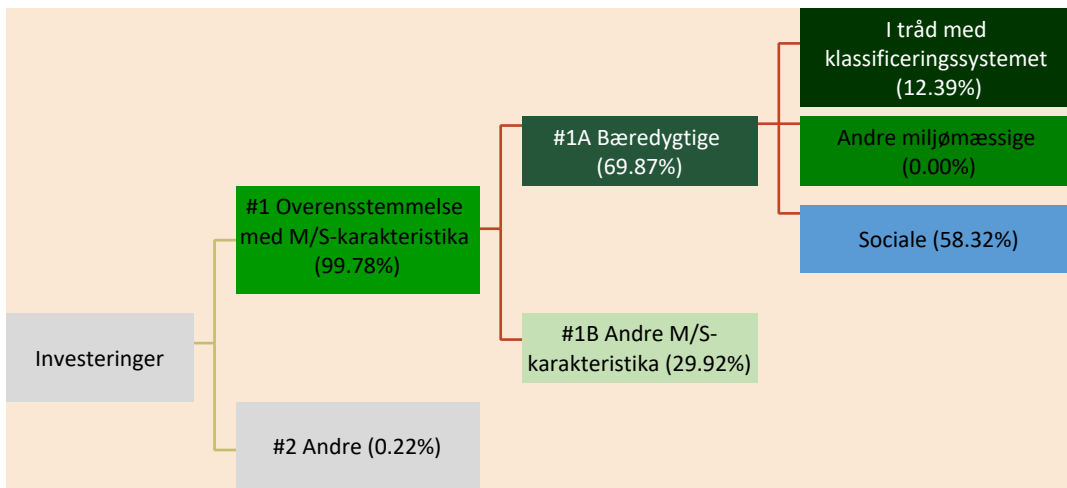 Investeringer
#1 Overensstemmelse
med M/S-karakteristika
(99.78%)
#2 Andre (0.22%)
#1A Bæredygtige
(69.87%)
#1B Andre M/S-
karakteristika (29.92%)
I tråd med
klassificeringssystemet
(12.39%)
Andre miljømæssige
(0.00%)
Sociale (58.32%)